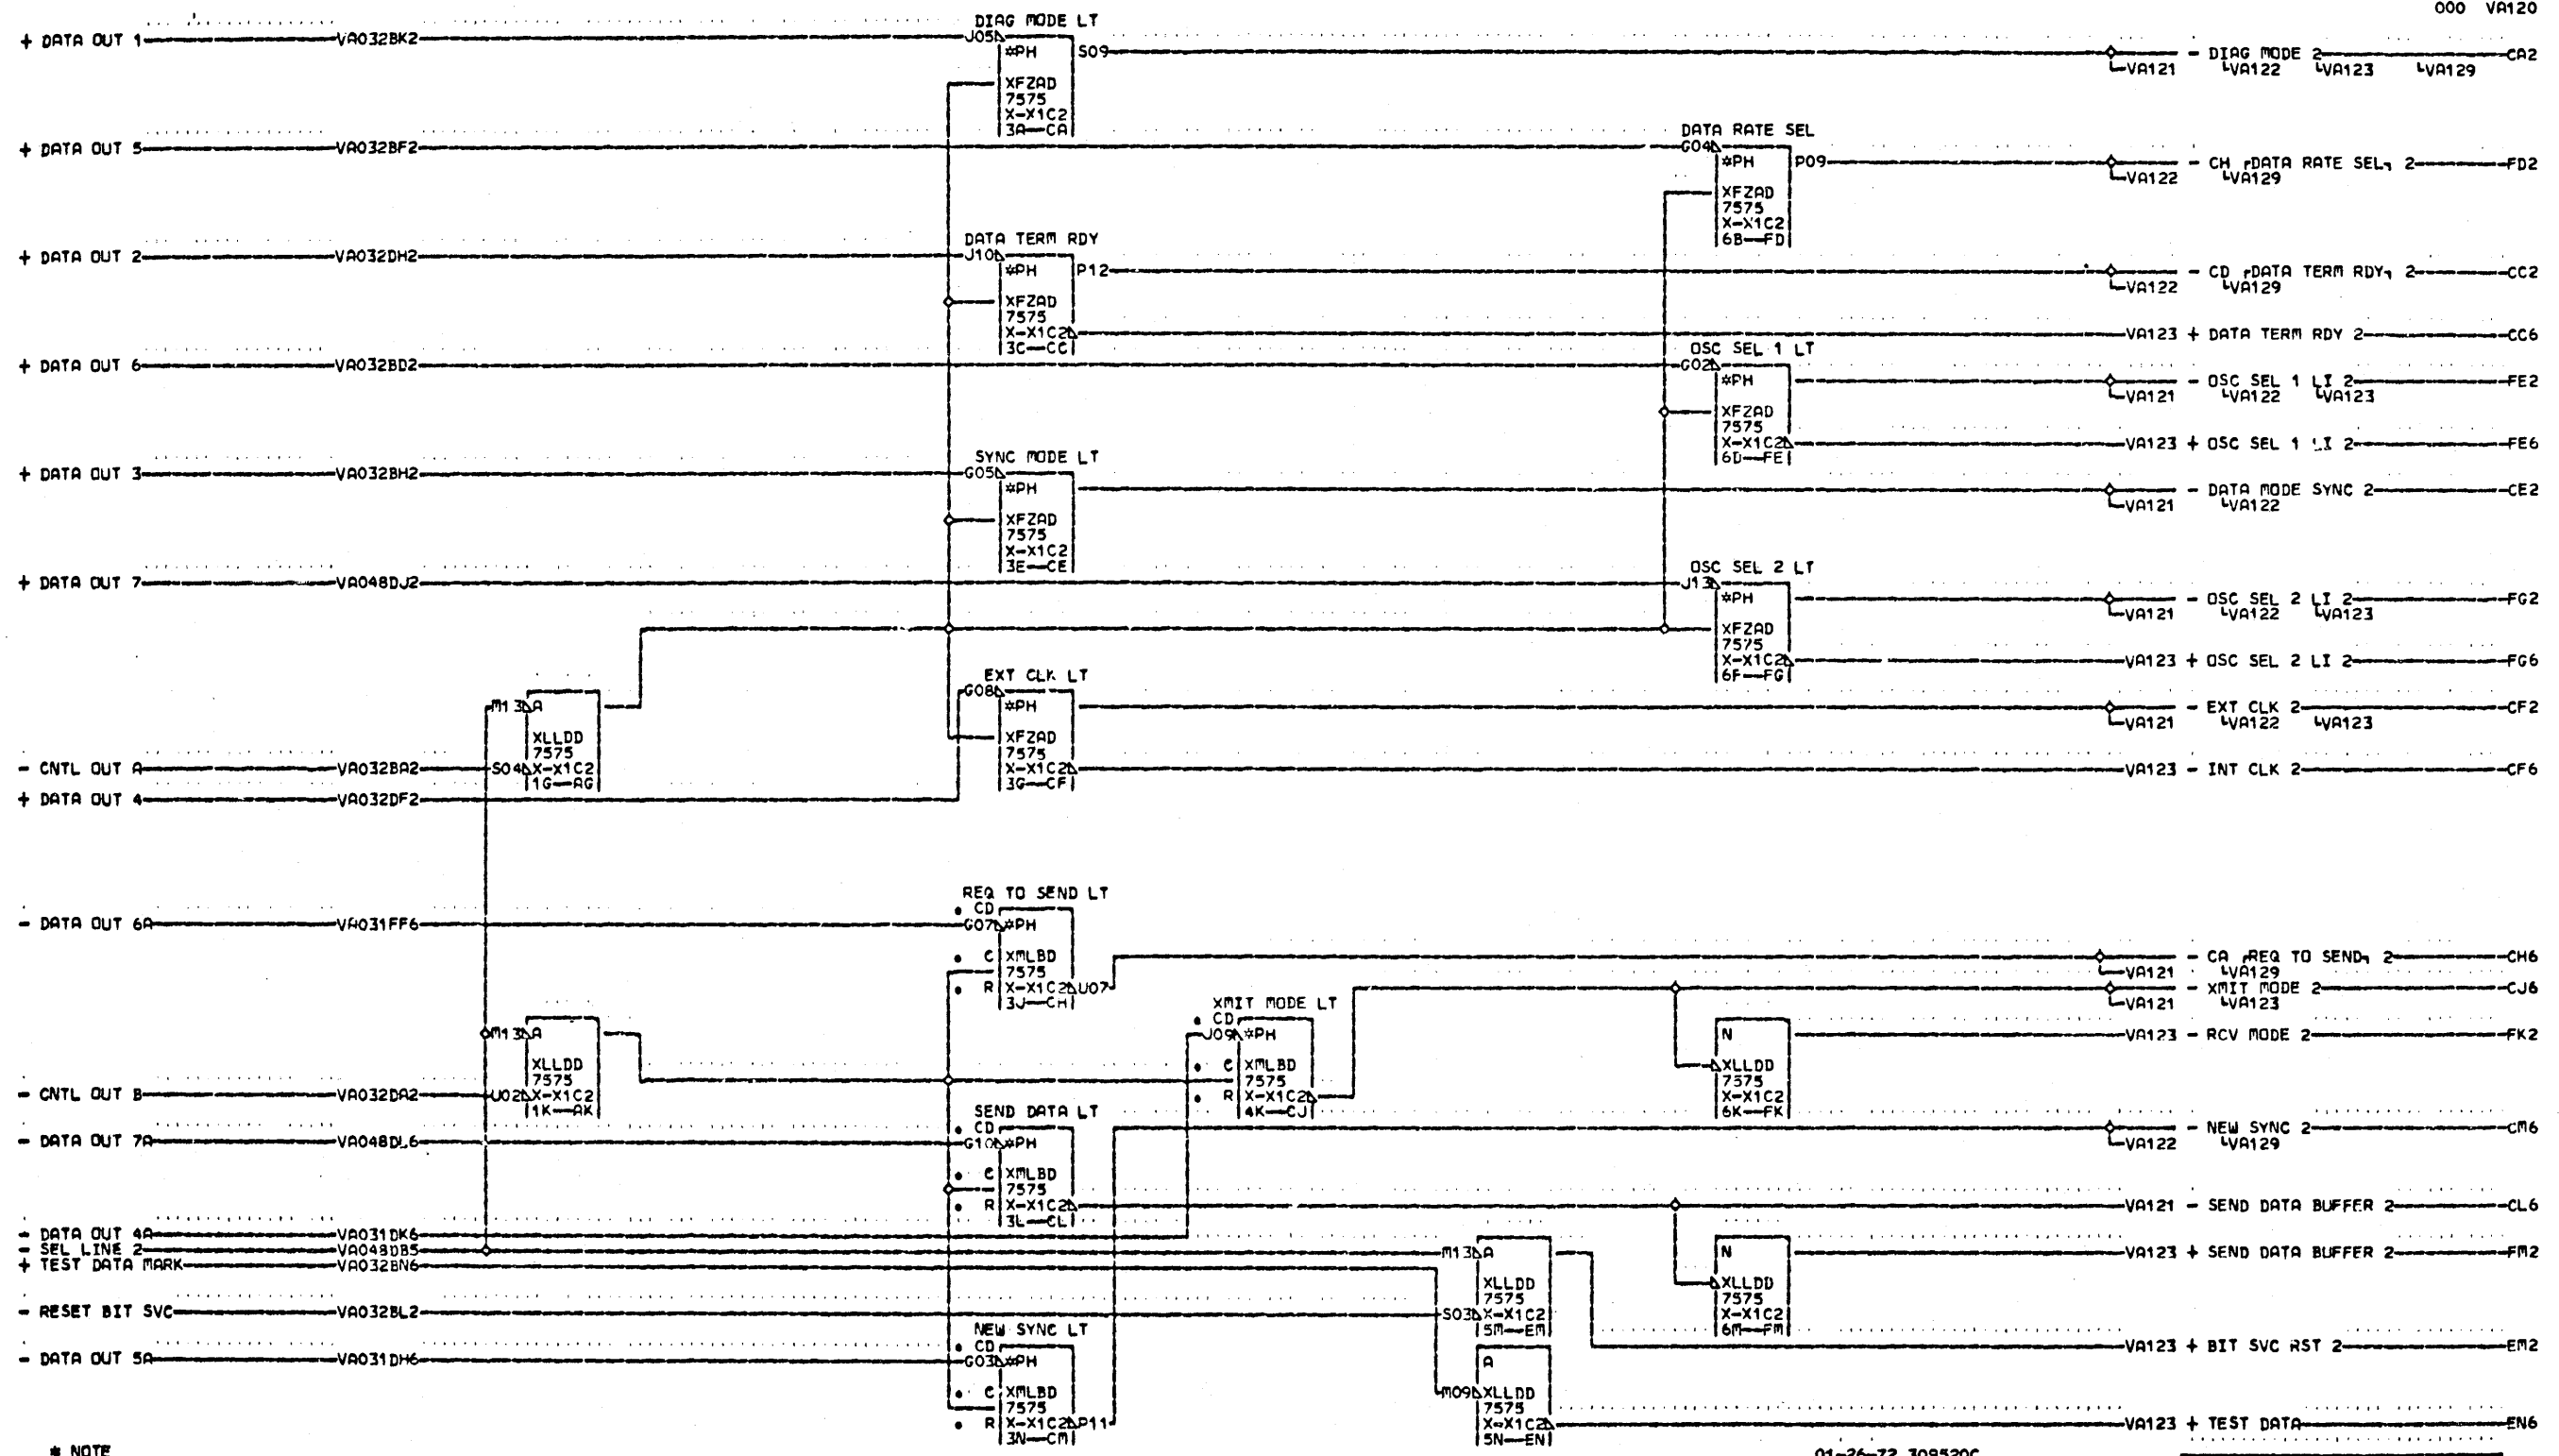 000 VA120
DIAG MODE LT
+ DATA OUT 1 VA032BK2 J05 S09 - DIAG MODE 2 CA2
*PH
VA121 VA122 VA123 VA129
XFZAD
7575
X-X1C2
3A CA
DATA RATE SEL
+ DATA OUT 5 VA032BF2 G04 P09 - CH DATA RATE SEL 2 FD2
*PH
VA122 VA129
XFZAD
7575
X-X1C2
6B FD
DATA TERM RDY
+ DATA OUT 2 VA032DH2 J10 P12 - CD DATA TERM RDY 2 CC2
*PH
VA122 VA129
XFZAD
7575
X-X1C2 VA123 + DATA TERM RDY 2 CC6
3C CC
OSC SEL 1 LT
+ DATA OUT 6 VA032BD2 G02
*PH - OSC SEL 1 LI 2 FE2
VA121 VA122 VA123
XFZAD
7575
X-X1C2 VA123 + OSC SEL 1 LI 2 FE6
6D FE
SYNC MODE LT
+ DATA OUT 3 VA032BH2 G05
*PH - DATA MODE SYNC 2 CE2
VA121 VA122
XFZAD
7575
X-X1C2
3E CE
OSC SEL 2 LT
+ DATA OUT 7 VA048DJ2 J13
*PH - OSC SEL 2 LI 2 FG2
VA121 VA122 VA123
XFZAD
7575
X-X1C2 VA123 + OSC SEL 2 LI 2 FG6
6F FG
EXT CLK LT
G08
M13 A *PH - EXT CLK 2 CF2
VA121 VA122 VA123
XLLDD XFZAD
7575 7575
- CNTL OUT A VA032BA2 S04 X-X1C2 X-X1C2 VA123 - INT CLK 2 CF6
1G AG 3G CF
+ DATA OUT 4 VA032DF2
REQ TO SEND LT
CD
- DATA OUT 6A VA031FF6 G07 *PH
C XMLBD - CA REQ TO SEND 2 CH6
7575 VA121 VA129
R X-X1C2 U07 - XMIT MODE 2 CJ6
3J CH XMIT MODE LT VA121 VA123
CD
M13 A J09 *PH N VA123 - RCV MODE 2 FK2
XLLDD C XMLBD XLLDD
7575 7575 7575
- CNTL OUT B VA032DA2 U02 X-X1C2 R X-X1C2 X-X1C2
1K AK SEND DATA LT 4K CJ 6K FK
CD - NEW SYNC 2 CM6
- DATA OUT 7A VA048DL6 G10 *PH VA122 VA129
C XMLBD
7575
R X-X1C2 VA121 - SEND DATA BUFFER 2 CL6
3L CL
- DATA OUT 4A VA031DK6
- SEL LINE 2 VA048DB5 M13 A N VA123 + SEND DATA BUFFER 2 FM2
+ TEST DATA MARK VA032BN6
XLLDD XLLDD
7575 7575
- RESET BIT SVC VA032BL2 S03 X-X1C2 X-X1C2
NEW SYNC LT 5M EM 6M FM
CD VA123 + BIT SVC RST 2 EM2
- DATA OUT 5A VA031DH6 G03 *PH A
C XMLBD M09 XLLDD
7575 7575
R X-X1C2 P11 X-X1C2 VA123 + TEST DATA EN6
3N CM 5N EN
* NOTE 01-26-72 309520C